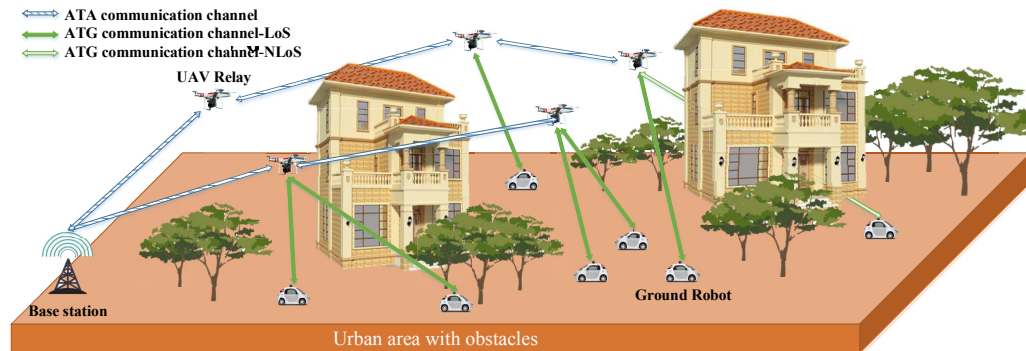 ATA communication channel
ATG communication channel-LoS
ATG communication channel-NLoS
UAV Relay
Base station
Ground Robot
Urban area with obstacles